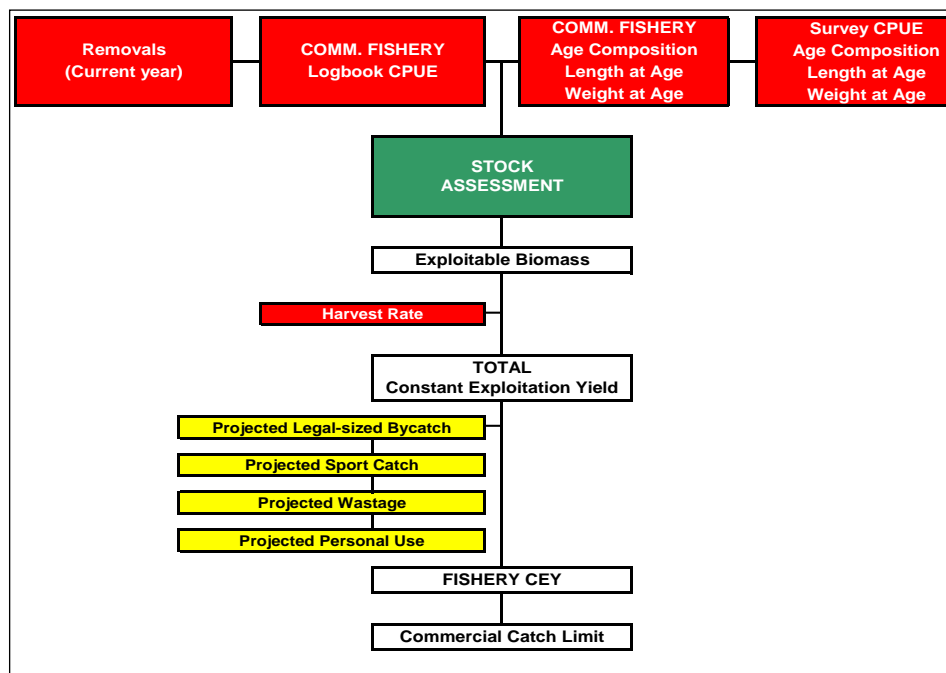 Removals
(Current year)
COMM. FISHERY
Logbook CPUE
COMM. FISHERY
Age Composition
Length at Age
Weight at Age
Survey CPUE
Age Composition
Length at Age
Weight at Age
STOCK
ASSESSMENT
Exploitable Biomass
Harvest Rate
TOTAL
Constant Exploitation Yield
Projected Legal-sized Bycatch
Projected Sport Catch
Projected Wastage
Projected Personal Use
FISHERY CEY
Commercial Catch Limit